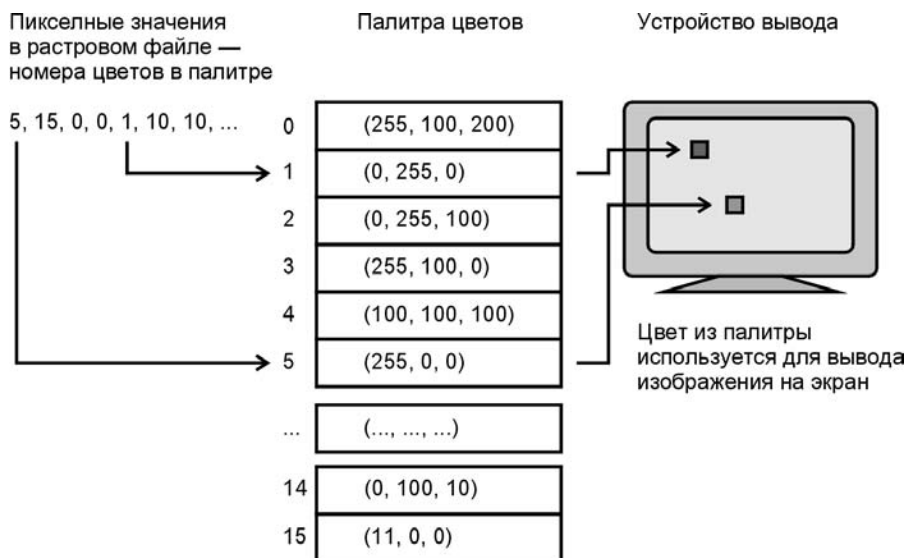 Пикселные значения
в растровом файле —
номера цветов в палитре
5, 15, 0, 0, 1, 10, 10, ...
Палитра цветов
0 (255, 100, 200)
1 (0, 255, 0)
2 (0, 255, 100)
3 (255, 100, 0)
4 (100, 100, 100)
5 (255, 0, 0)
... (..., ..., ...)
14 (0, 100, 10)
15 (11, 0, 0)
Устройство вывода
Цвет из палитры
используется для вывода
изображения на экран